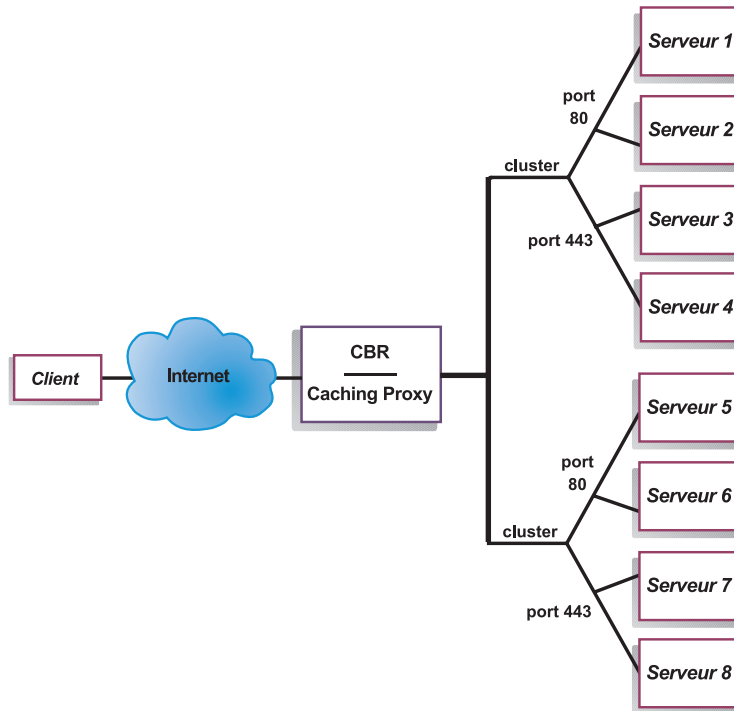 Serveur 1
port
80
Serveur 2
cluster
Serveur 3
port 443
Serveur 4
Client
Internet
CBR
Caching Proxy
Serveur 5
port
80
Serveur 6
cluster
Serveur 7
port 443
Serveur 8